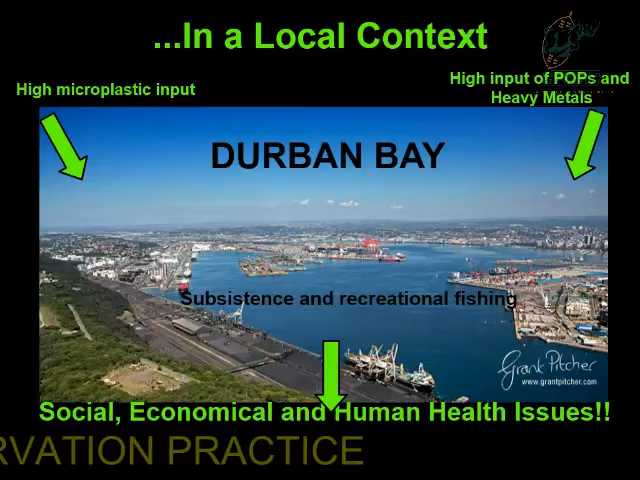 ...In a Local Context
High microplastic input
High input of POPs and
Heavy Metals
DURBAN BAY
Subsistence and recreational fishing
Grant Pitcher
www.grantpitcher.com
Social, Economical and Human Health Issues!!
RVATION PRACTICE